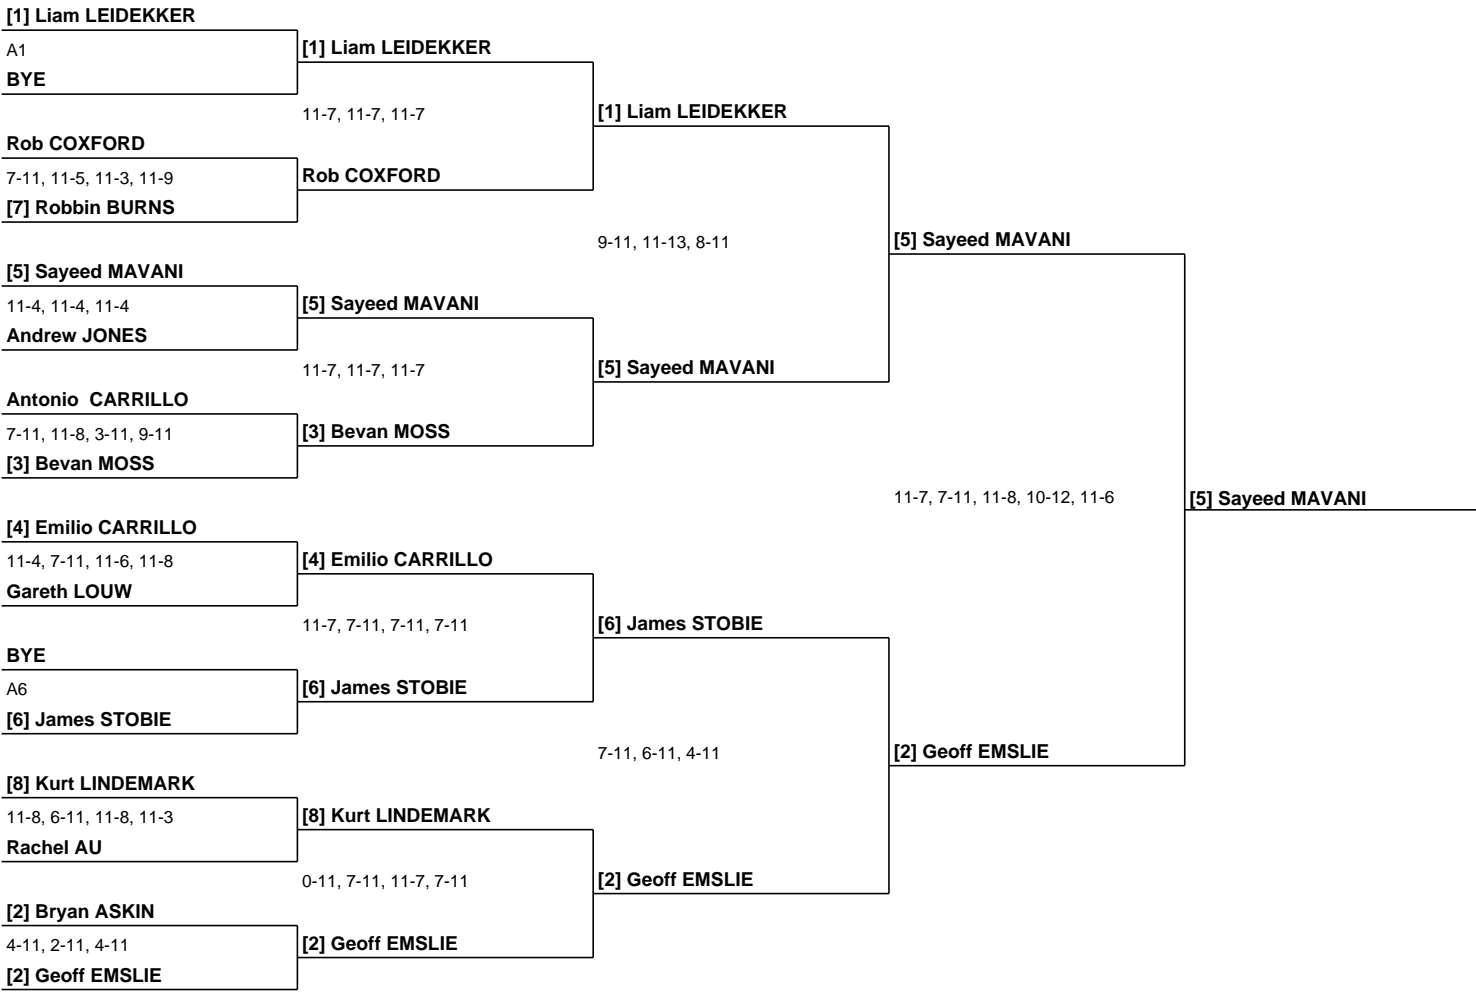 [1] Liam LEIDEKKER
A1
BYE
[1] Liam LEIDEKKER
11-7, 11-7, 11-7
[1] Liam LEIDEKKER
Rob COXFORD
7-11, 11-5, 11-3, 11-9
[7] Robbin BURNS
Rob COXFORD
9-11, 11-13, 8-11
[5] Sayeed MAVANI
[5] Sayeed MAVANI
11-4, 11-4, 11-4
Andrew JONES
[5] Sayeed MAVANI
11-7, 11-7, 11-7
[5] Sayeed MAVANI
Antonio  CARRILLO
7-11, 11-8, 3-11, 9-11
[3] Bevan MOSS
[3] Bevan MOSS
11-7, 7-11, 11-8, 10-12, 11-6
[5] Sayeed MAVANI
[4] Emilio CARRILLO
11-4, 7-11, 11-6, 11-8
Gareth LOUW
[4] Emilio CARRILLO
11-7, 7-11, 7-11, 7-11
[6] James STOBIE
BYE
A6
[6] James STOBIE
[6] James STOBIE
7-11, 6-11, 4-11
[2] Geoff EMSLIE
[8] Kurt LINDEMARK
11-8, 6-11, 11-8, 11-3
Rachel AU
[8] Kurt LINDEMARK
0-11, 7-11, 11-7, 7-11
[2] Geoff EMSLIE
[2] Bryan ASKIN
4-11, 2-11, 4-11
[2] Geoff EMSLIE
[2] Geoff EMSLIE